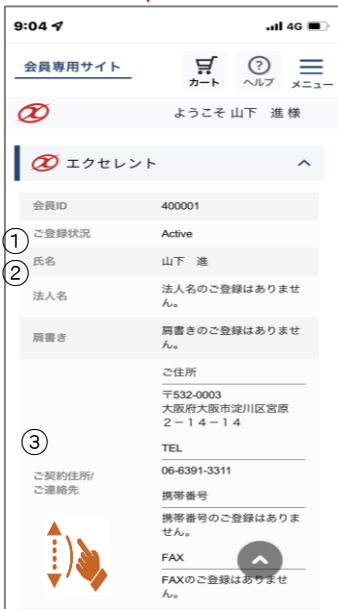 9:04 4G
会員専用サイト カート ヘルプ メニュー
ようこそ 山下 進 様
エクセレント
会員ID 400001
① ご登録状況 Active
② 氏名 山下 進
法人名 法人名のご登録はありませ
ん。
肩書き 肩書きのご登録はありませ
ん。
ご住所
〒532-0003
大阪府大阪市淀川区宮原
2-14-14
③ TEL
ご契約住所/ 06-6391-3311
ご連絡先 携帯番号
携帯番号のご登録はありま
せん。
FAX
FAXのご登録はありませ
ん。